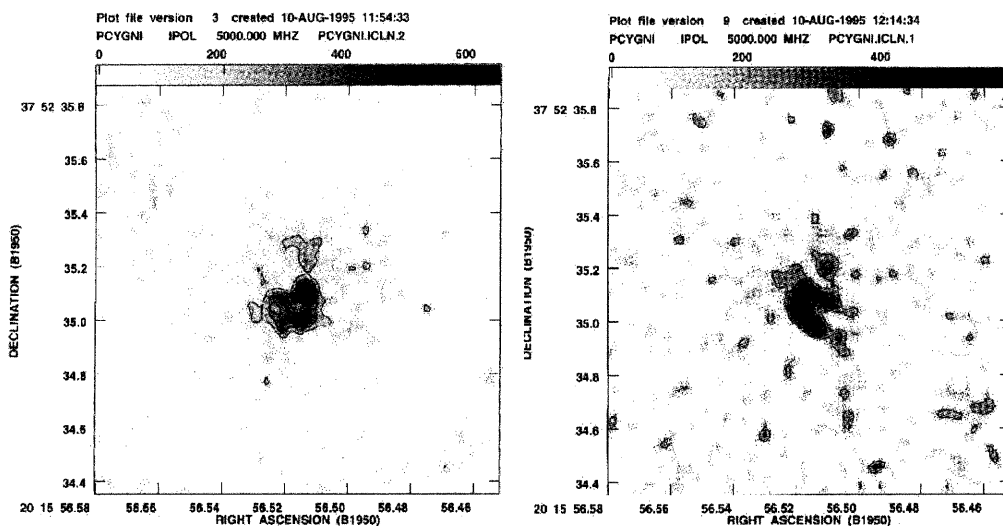 Plot file version 3 created 10-AUG-1995 11:54:33
PCYGNI IPOL 5000.000 MHZ PCYGNI.ICLN.2
0 200 400 600
37 52 35.8
35.6
35.4
35.2
35.0
34.8
34.6
34.4
DECLINATION (B1950)
20 15 56.58 56.56 56.54 56.52 56.50 56.48 56.46
RIGHT ASCENSION (B1950)
Plot file version 9 created 10-AUG-1995 12:14:34
PCYGNI IPOL 5000.000 MHZ PCYGNI.ICLN.1
200 400
37 52 35.8
35.6
35.4
35.2
35.0
34.8
34.6
34.4
DECLINATION (B1950)
20 15 56.58 56.56 56.54 56.52 56.50 56.48 56.46
RIGHT ASCENSION (B1950)